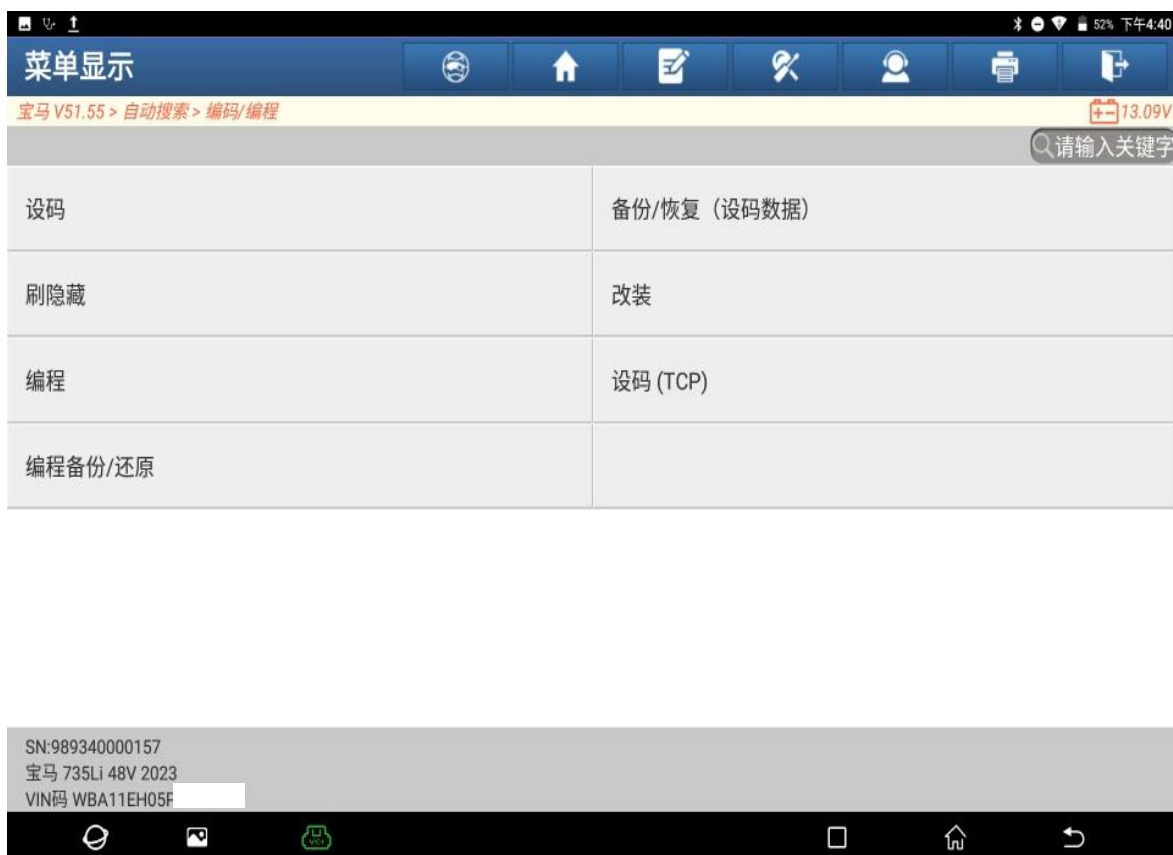 52% 下午4:40
菜单显示
宝马 V51.55 > 自动搜索 > 编码/编程
13.09V
请输入关键字
设码
备份/恢复（设码数据）
刷隐藏
改装
编程
设码 (TCP)
编程备份/还原
SN:989340000157
宝马 735Li 48V 2023
VIN码 WBA11EH05P
VCI